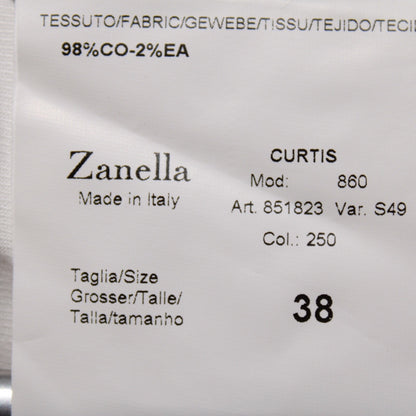 TESSUTO/FABRIC/GEWEBE/TISSU/TEJIDO/TECID
98%CO-2%EA
Zanella
Made in Italy
CURTIS
Mod: 860
Art. 851823 Var. S49
Col.: 250
Taglia/Size
Grosser/Talle/
Talla/tamanho
38